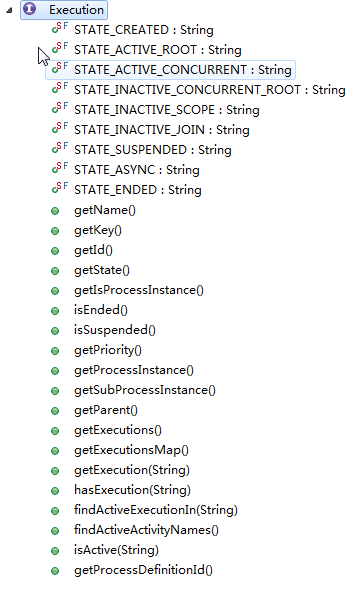 Execution
STATE_CREATED : String
STATE_ACTIVE_ROOT : String
STATE_ACTIVE_CONCURRENT : String
STATE_INACTIVE_CONCURRENT_ROOT : String
STATE_INACTIVE_SCOPE : String
STATE_INACTIVE_JOIN : String
STATE_SUSPENDED : String
STATE_ASYNC : String
STATE_ENDED : String
getName()
getKey()
getId()
getState()
getIsProcessInstance()
isEnded()
isSuspended()
getPriority()
getProcessInstance()
getSubProcessInstance()
getParent()
getExecutions()
getExecutionsMap()
getExecution(String)
hasExecution(String)
findActiveExecutionIn(String)
findActiveActivityNames()
isActive(String)
getProcessDefinitionId()